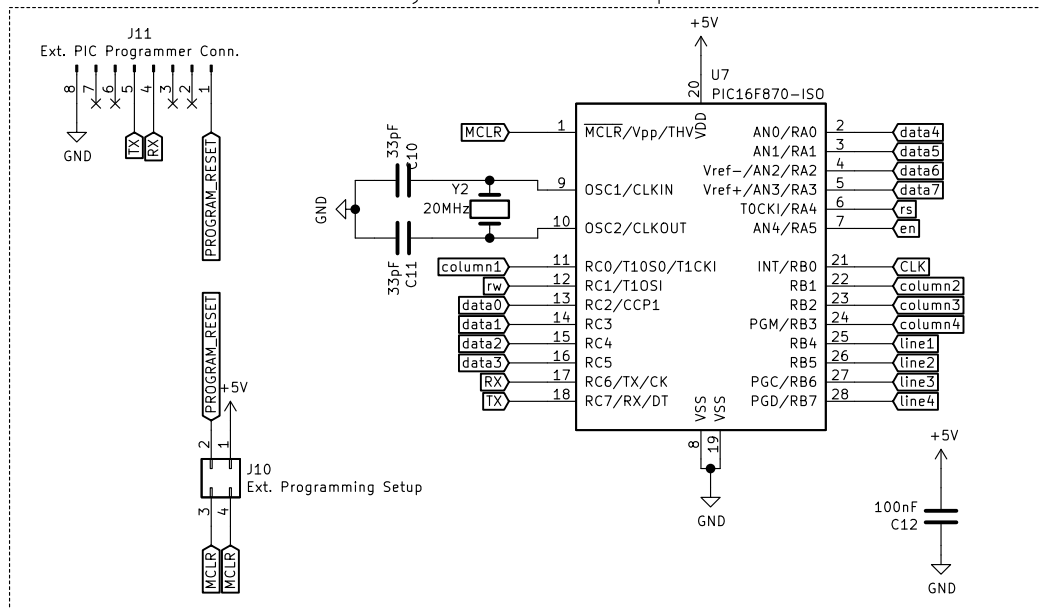 J11
Ext. PIC Programmer Conn.
8
7
6
5
4
3
2
1
GND
TX
RX
PROGRAM_RESET
PROGRAM_RESET
+5V
2
1
J10
Ext. Programming Setup
3
4
MCLR
MCLR
33pF
C10
GND
Y2
20MHz
33pF
C11
+5V
U7
PIC16F870-ISO
20
VDD
MCLR 1 MCLR/Vpp/THV
9 OSC1/CLKIN
10 OSC2/CLKOUT
column1 11 RC0/T1OSO/T1CKI
rw 12 RC1/T1OSI
data0 13 RC2/CCP1
data1 14 RC3
data2 15 RC4
data3 16 RC5
RX 17 RC6/TX/CK
TX 18 RC7/RX/DT
AN0/RA0 2 data4
AN1/RA1 3 data5
Vref-/AN2/RA2 4 data6
Vref+/AN3/RA3 5 data7
T0CKI/RA4 6 rs
AN4/RA5 7 en
INT/RB0 21 CLK
RB1 22 column2
RB2 23 column3
PGM/RB3 24 column4
RB4 25 line1
RB5 26 line2
PGC/RB6 27 line3
PGD/RB7 28 line4
VSS
VSS
8
19
GND
+5V
100nF
C12
GND